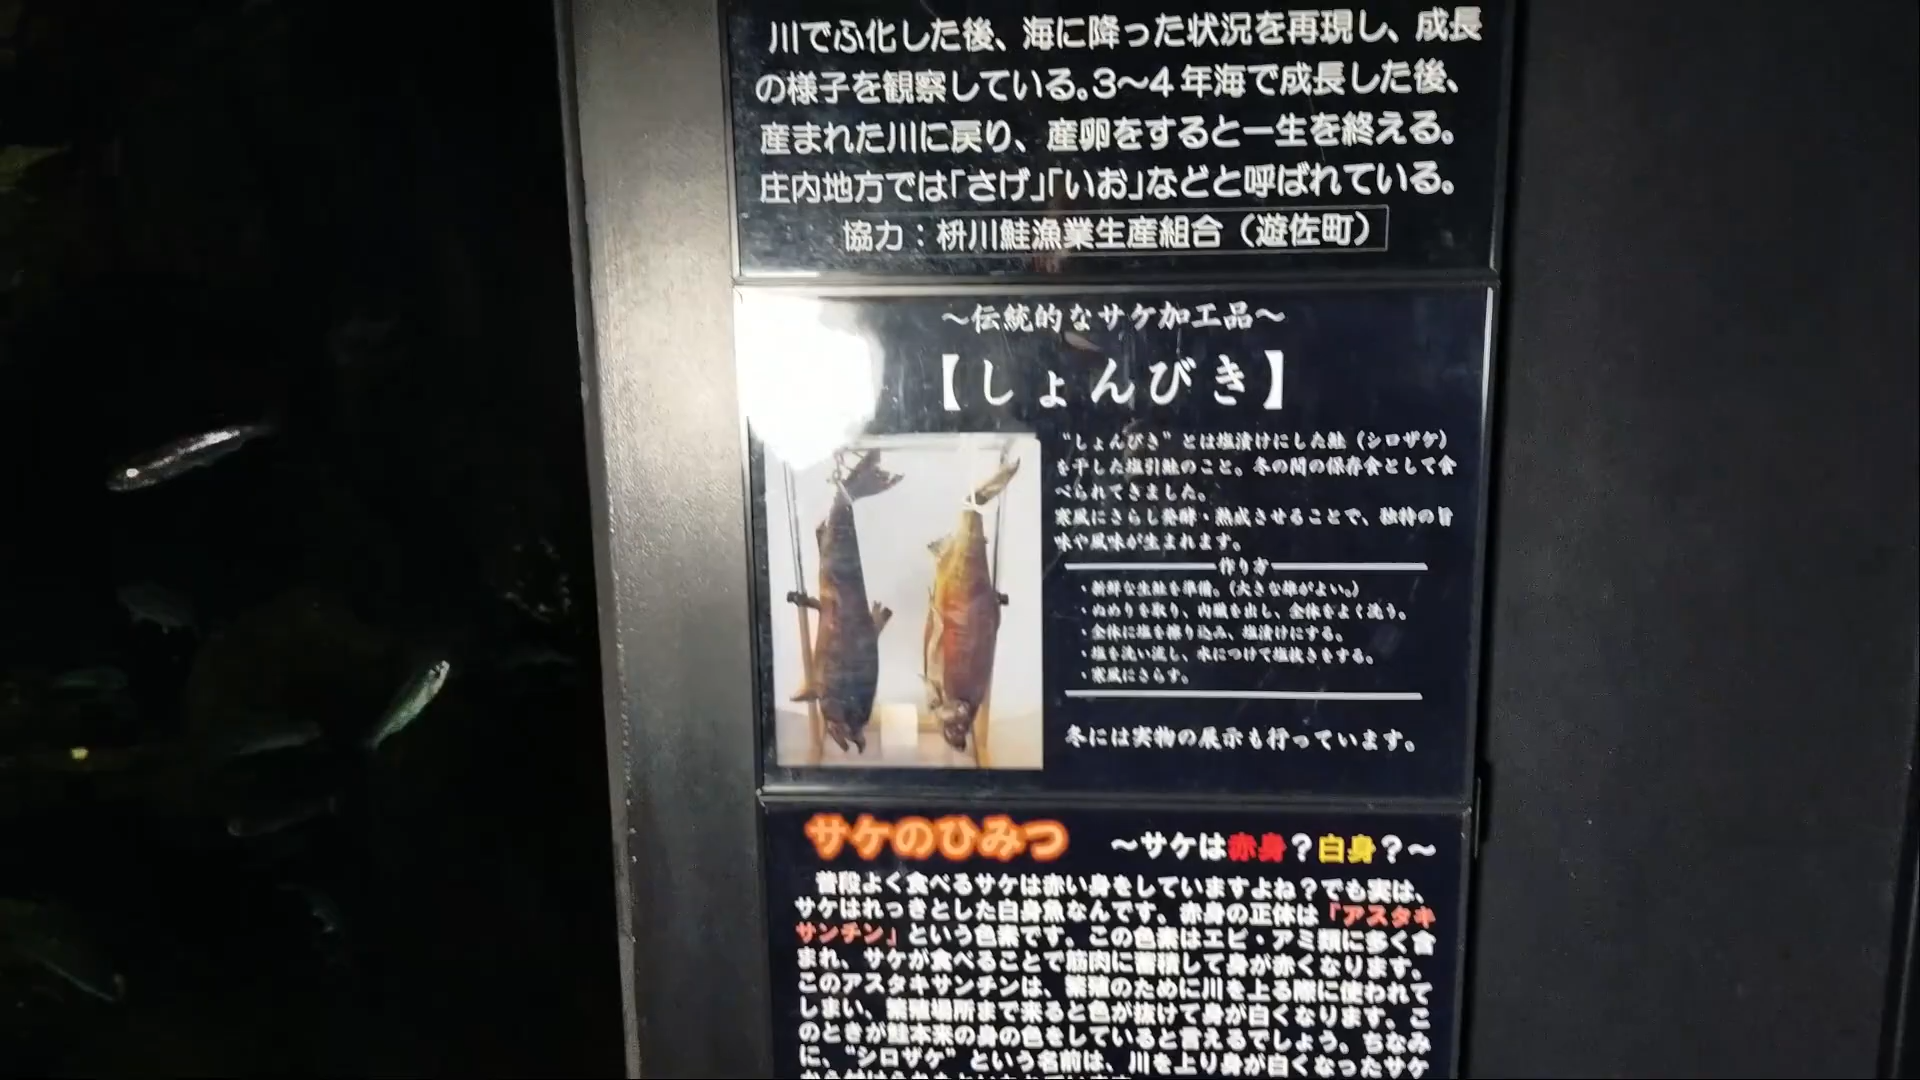 川でふ化した後、海に降った状況を再現し、成長
の様子を観察している。3～4年海で成長した後、
産まれた川に戻り、産卵をすると一生を終える。
庄内地方では｢さげ｣｢いお｣などと呼ばれている。
協力：枡川鮭漁業生産組合（遊佐町）
～伝統的なサケ加工品～
【しょんびき】
“しょんびき”とは塩漬けにした鮭（シロザケ）
を干した塩引鮭のこと。冬の間の保存食として食
べられてきました。
寒風にさらし発酵・熟成させることで、独特の旨
味や風味が生まれます。
作り方
・新鮮な生鮭を準備。（大きな雄がよい。）
・ぬめりを取り、内臓を出し、全体をよく洗う。
・全体に塩を擦り込み、塩漬けにする。
・塩を洗い流し、水につけて塩抜きをする。
・寒風にさらす。
冬には実物の展示も行っています。
サケのひみつ ～サケは赤身？白身？～
普段よく食べるサケは赤い身をしていますよね？でも実は、
サケはれっきとした白身魚なんです。赤身の正体は『アスタキ
サンチン』という色素です。この色素はエビ・アミ類に多く含
まれ、サケが食べることで筋肉に蓄積して身が赤くなります。
このアスタキサンチンは、繁殖のために川を上る際に使われて
しまい、繁殖場所まで来ると色が抜けて身が白くなります。こ
のときが鮭本来の身の色をしていると言えるでしょう。ちなみ
に、“シロザケ”という名前は、川を上り身が白くなったサケ